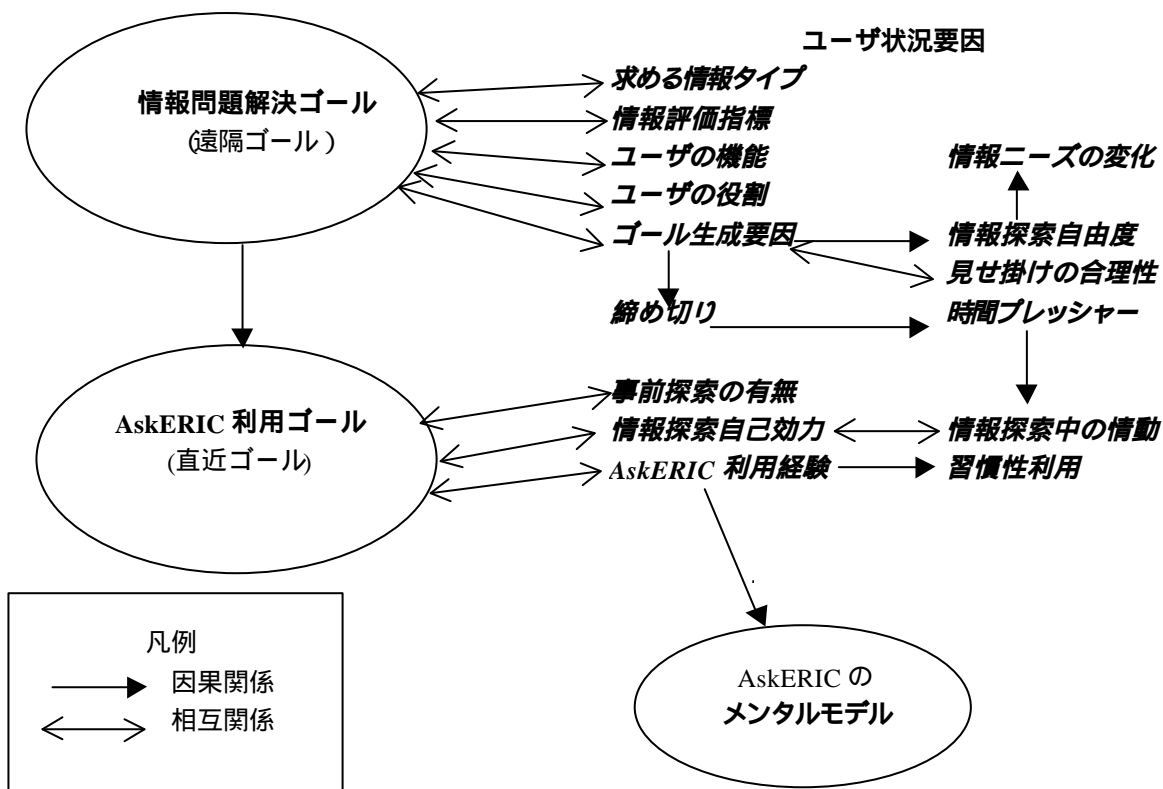 ユーザ状況要因
情報問題解決ゴール
(遠隔ゴール)
求める情報タイプ
情報評価指標
ユーザの機能
ユーザの役割
ゴール生成要因
締め切り
情報ニーズの変化
情報探索自由度
見せ掛けの合理性
時間プレッシャー
AskERIC 利用ゴール
(直近ゴール)
事前探索の有無
情報探索自己効力
AskERIC 利用経験
情報探索中の情動
習慣性利用
凡例
因果関係
相互関係
AskERIC の
メンタルモデル